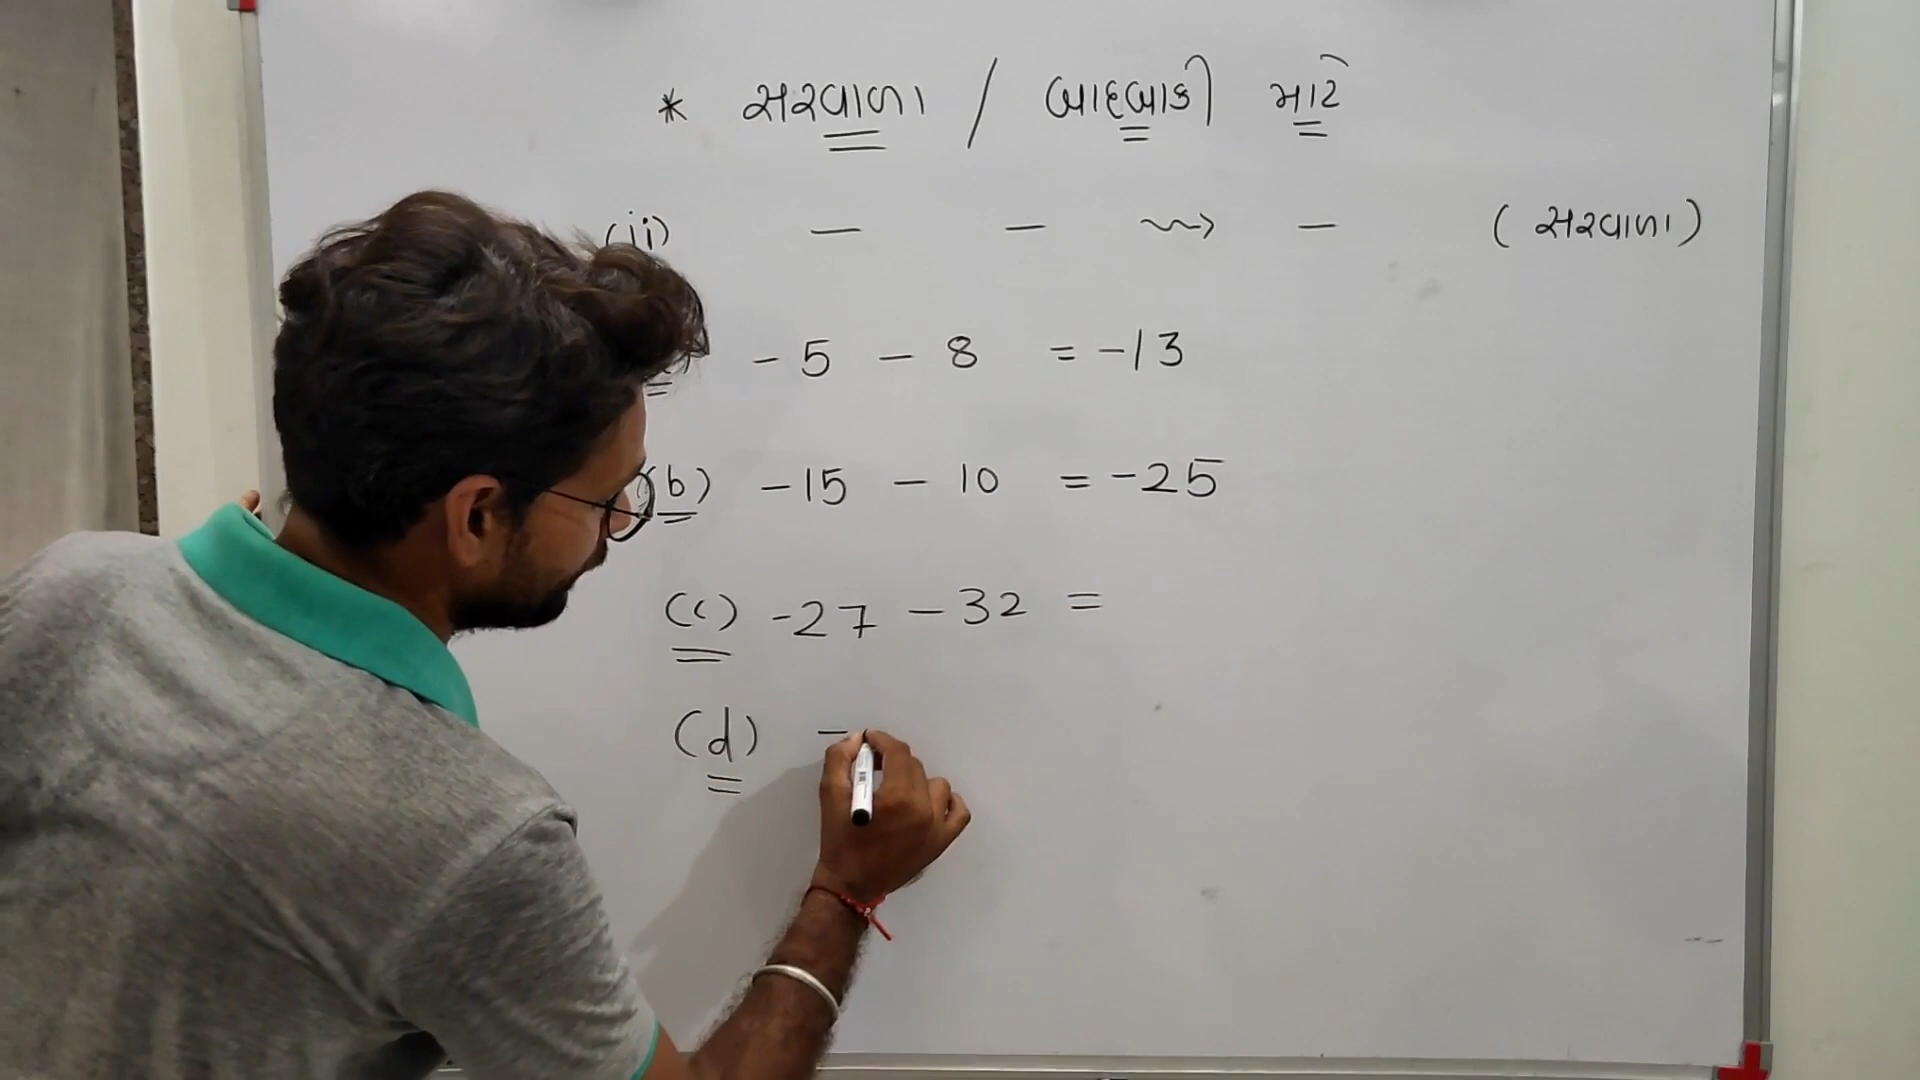 * સરવાળા / બાદબાકી માટે
(ii) — — ⇝ — (સરવાળા)
- 5 - 8 = -13
(b) -15 - 10 = -25
(c) -27 - 32 =
(d) -